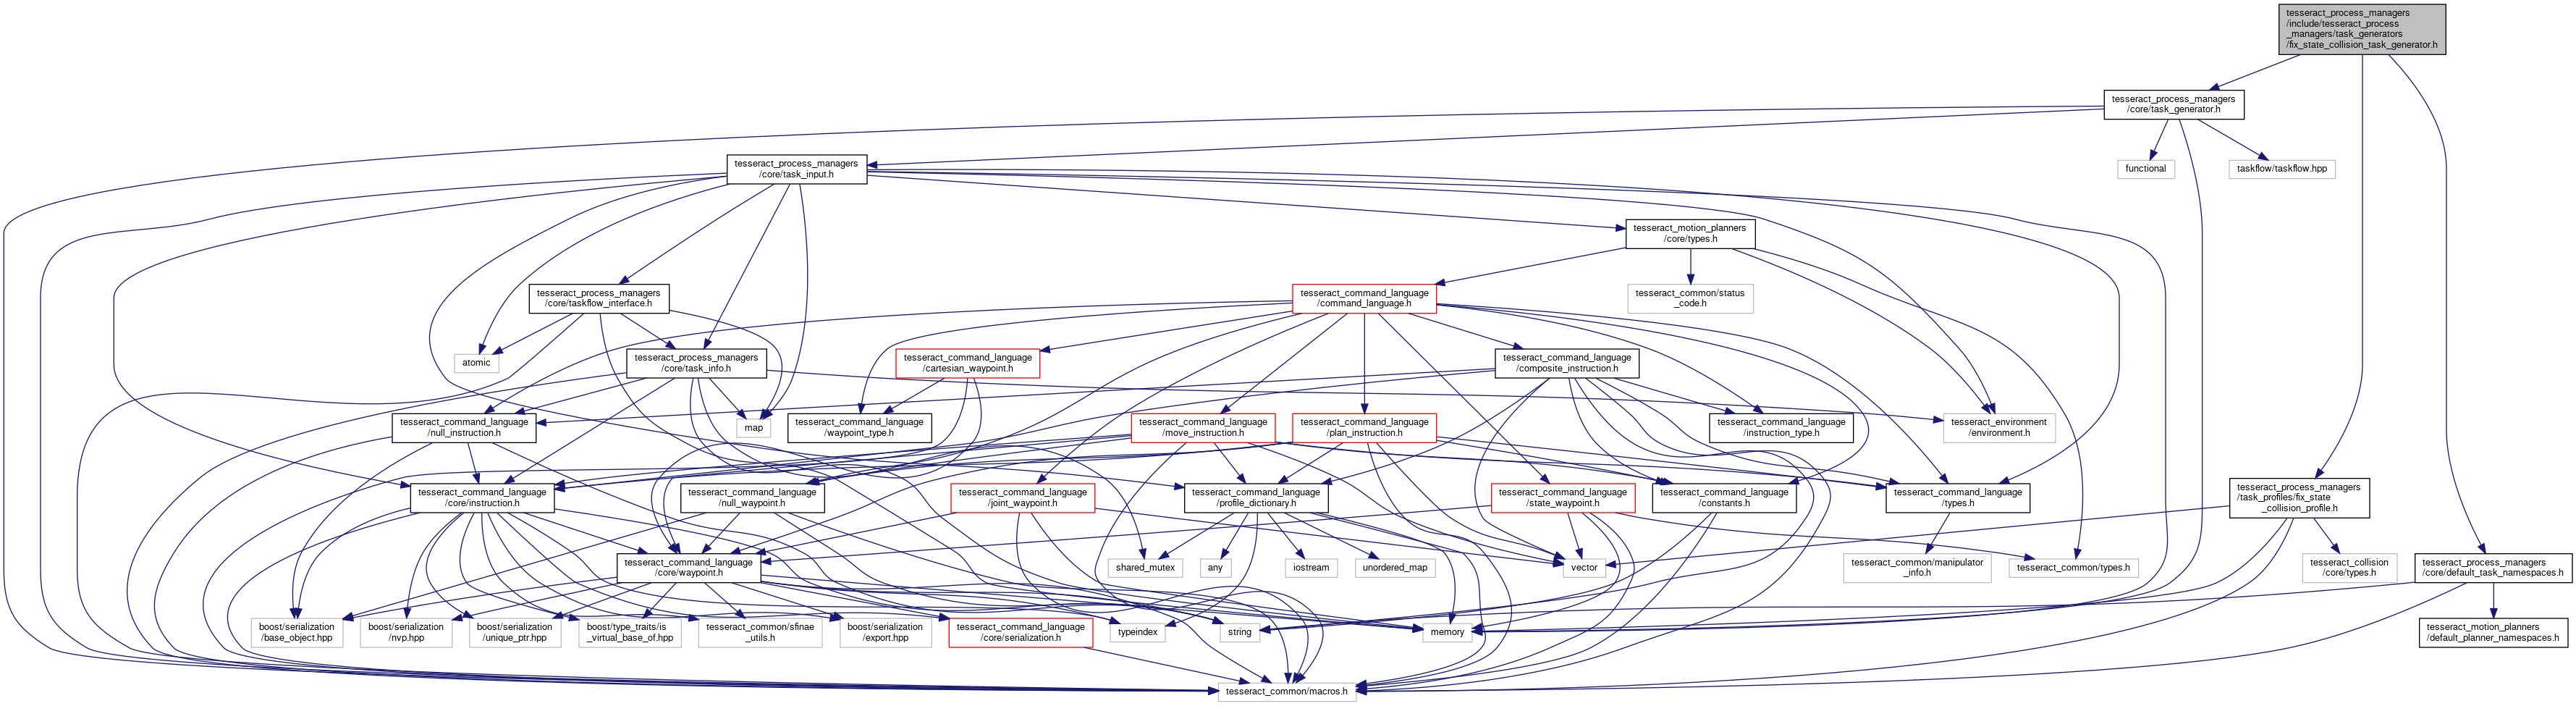 tesseract_process_managers
/include/tesseract_process
_managers/task_generators
/fix_state_collision_task_generator.h
tesseract_process_managers
/core/task_generator.h
tesseract_process_managers
/core/task_input.h
functional
taskflow/taskflow.hpp
tesseract_motion_planners
/core/types.h
tesseract_process_managers
/core/taskflow_interface.h
tesseract_command_language
/command_language.h
tesseract_common/status
_code.h
atomic
tesseract_process_managers
/core/task_info.h
tesseract_command_language
/cartesian_waypoint.h
tesseract_command_language
/composite_instruction.h
tesseract_command_language
/null_instruction.h
map
tesseract_command_language
/waypoint_type.h
tesseract_command_language
/move_instruction.h
tesseract_command_language
/plan_instruction.h
tesseract_command_language
/instruction_type.h
tesseract_environment
/environment.h
tesseract_command_language
/core/instruction.h
tesseract_command_language
/null_waypoint.h
tesseract_command_language
/joint_waypoint.h
tesseract_command_language
/profile_dictionary.h
tesseract_command_language
/state_waypoint.h
tesseract_command_language
/constants.h
tesseract_command_language
/types.h
tesseract_process_managers
/task_profiles/fix_state
_collision_profile.h
tesseract_command_language
/core/waypoint.h
shared_mutex
any
iostream
unordered_map
vector
tesseract_common/manipulator
_info.h
tesseract_common/types.h
tesseract_collision
/core/types.h
tesseract_process_managers
/core/default_task_namespaces.h
boost/serialization
/base_object.hpp
boost/serialization
/nvp.hpp
boost/serialization
/unique_ptr.hpp
boost/type_traits/is
_virtual_base_of.hpp
tesseract_common/sfinae
_utils.h
boost/serialization
/export.hpp
tesseract_command_language
/core/serialization.h
typeindex
string
memory
tesseract_motion_planners
/default_planner_namespaces.h
tesseract_common/macros.h